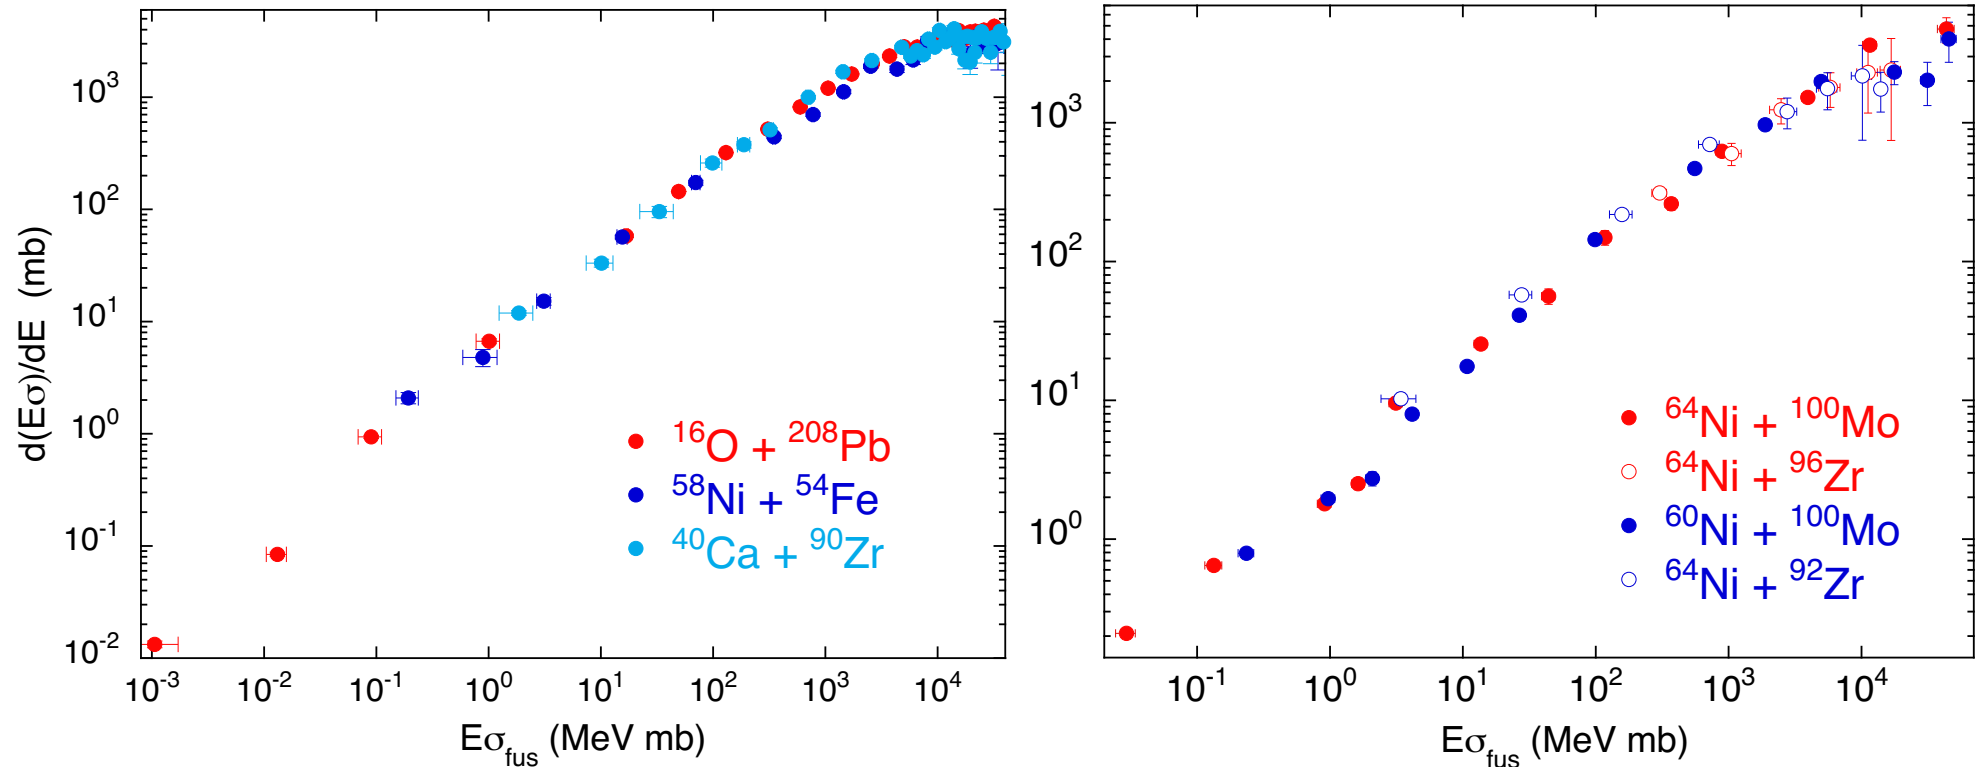 d(Eσ)/dE (mb)
10^3
10^2
10^1
10^0
10^-1
10^-2
^16O + ^208Pb
^58Ni + ^54Fe
^40Ca + ^90Zr
10^-3 10^-2 10^-1 10^0 10^1 10^2 10^3 10^4
Eσ_fus (MeV mb)
10^3
10^2
10^1
10^0
^64Ni + ^100Mo
^64Ni + ^96Zr
^60Ni + ^100Mo
^64Ni + ^92Zr
10^-1 10^0 10^1 10^2 10^3 10^4
Eσ_fus (MeV mb)